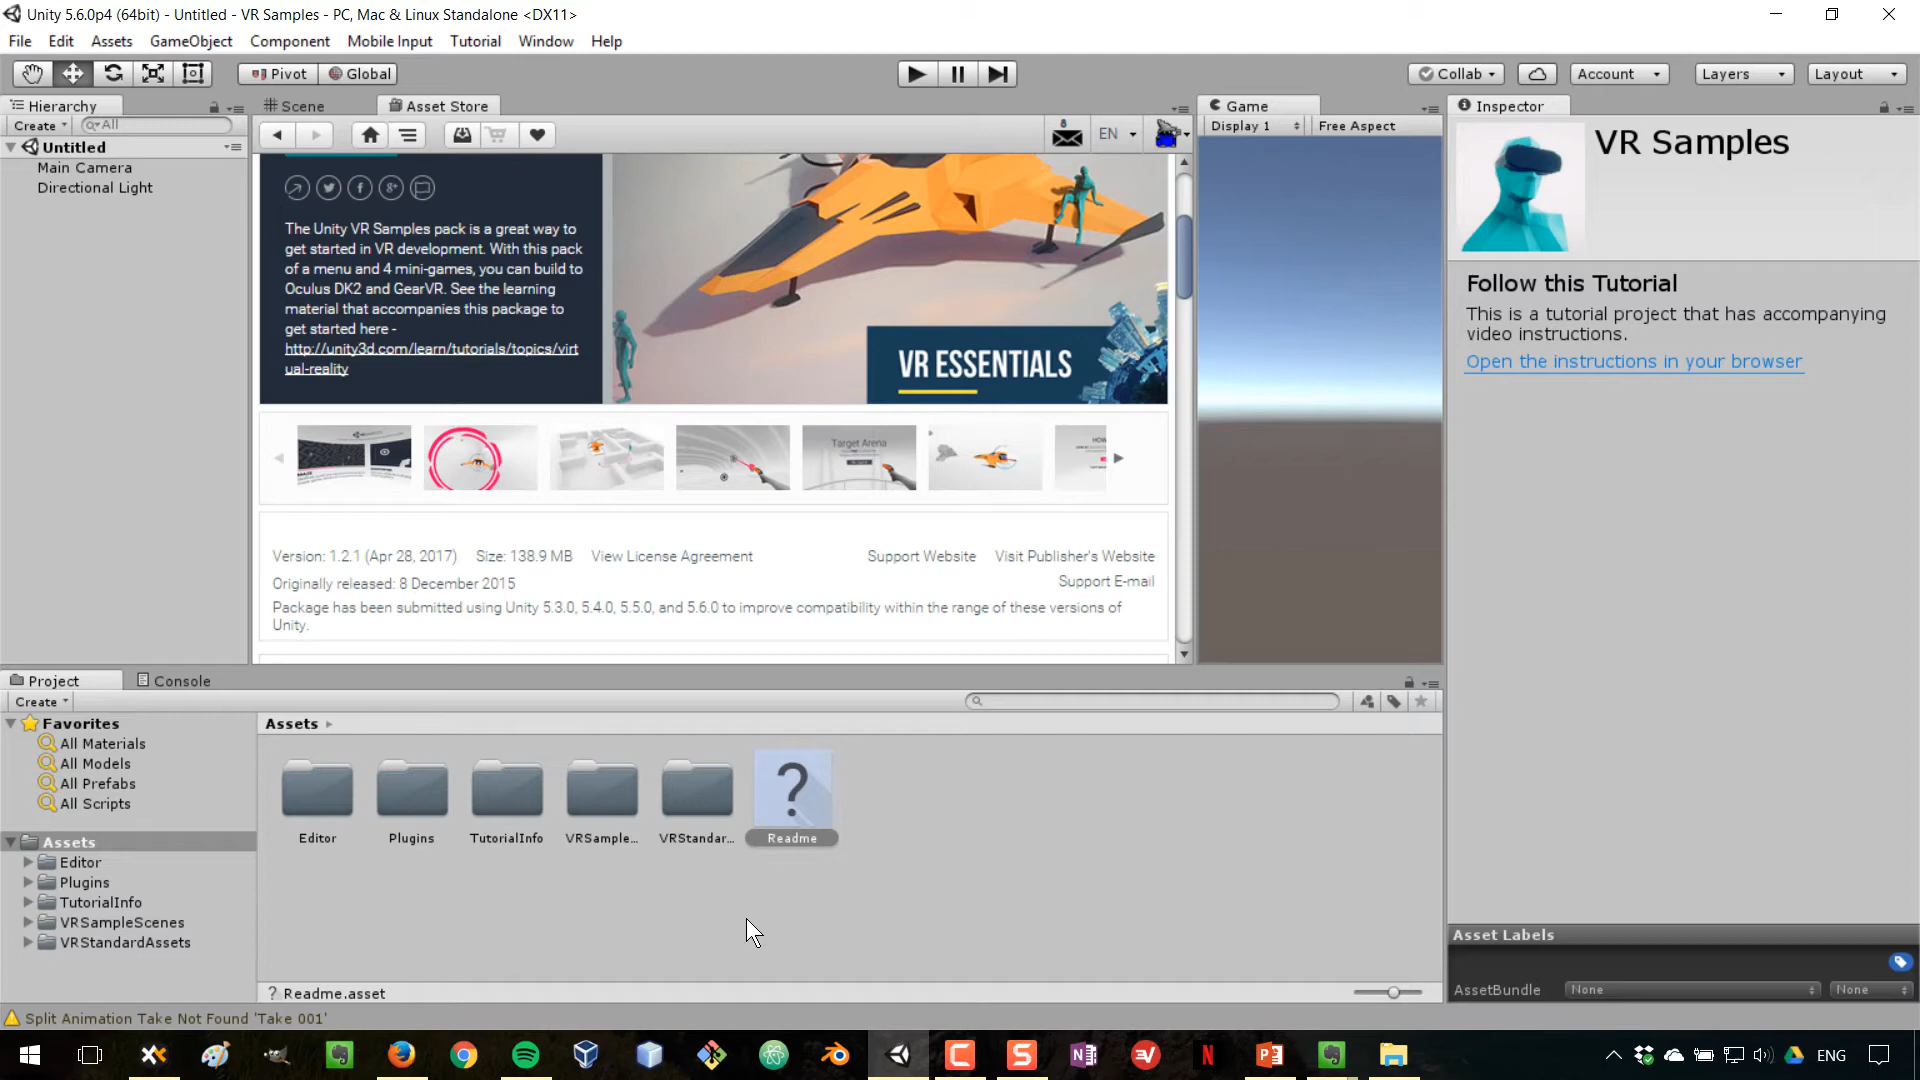 Unity 5.6.0p4 (64bit) - Untitled - VR Samples - PC, Mac & Linux Standalone <DX11>
File Edit Assets GameObject Component Mobile Input Tutorial Window Help
Pivot Global Collab Account Layers Layout
Hierarchy Scene Asset Store Game Inspector
Create All EN Display 1 Free Aspect
8
Untitled
Main Camera
Directional Light
VR Samples
The Unity VR Samples pack is a great way to
get started in VR development. With this pack
of a menu and 4 mini-games, you can build to
Oculus DK2 and GearVR. See the learning
material that accompanies this package to
get started here -
http://unity3d.com/learn/tutorials/topics/virt
ual-reality
VR ESSENTIALS
Follow this Tutorial
This is a tutorial project that has accompanying
video instructions.
Open the instructions in your browser
Target Arena
Version: 1.2.1 (Apr 28, 2017) Size: 138.9 MB View License Agreement Support Website Visit Publisher's Website
Originally released: 8 December 2015 Support E-mail
Package has been submitted using Unity 5.3.0, 5.4.0, 5.5.0, and 5.6.0 to improve compatibility within the range of these versions of
Unity.
Project Console
Create
Favorites
All Materials
All Models
All Prefabs
All Scripts
Assets
Editor
Plugins
TutorialInfo
VRSampleScenes
VRStandardAssets
Assets
Editor Plugins TutorialInfo VRSample... VRStandar... Readme
Readme.asset
Asset Labels
AssetBundle None None
Split Animation Take Not Found 'Take 001'
ENG